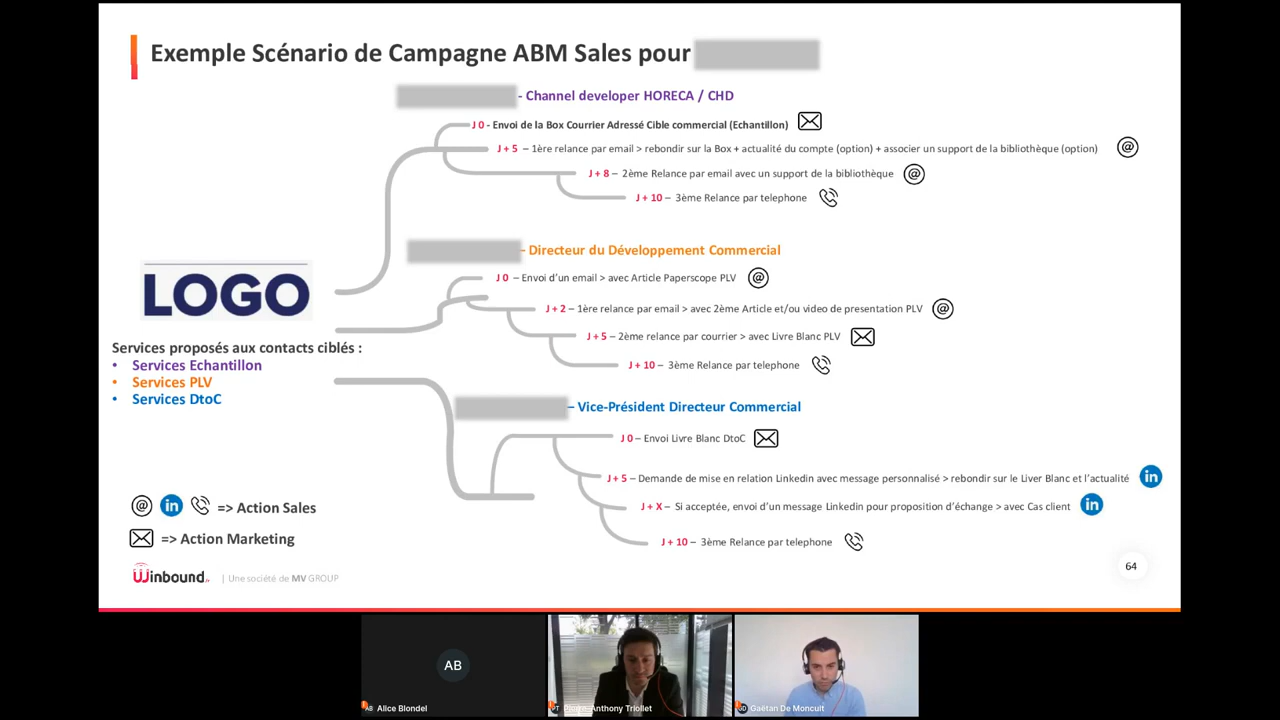 Exemple Scénario de Campagne ABM Sales pour
- Channel developer HORECA / CHD
J 0 - Envoi de la Box Courrier Adressé Cible commercial (Echantillon)
J + 5 – 1ère relance par email > rebondir sur la Box + actualité du compte (option) + associer un support de la bibliothèque (option)
@
J + 8 – 2ème Relance par email avec un support de la bibliothèque
@
J + 10 – 3ème Relance par telephone
- Directeur du Développement Commercial
J 0 – Envoi d'un email > avec Article Paperscope PLV
@
J + 2 – 1ère relance par email > avec 2ème Article et/ou video de presentation PLV
@
J + 5 – 2ème relance par courrier > avec Livre Blanc PLV
J + 10 – 3ème Relance par telephone
LOGO
Services proposés aux contacts ciblés :
• Services Echantillon
• Services PLV
• Services DtoC
– Vice-Président Directeur Commercial
J 0 – Envoi Livre Blanc DtoC
J + 5 – Demande de mise en relation Linkedin avec message personnalisé > rebondir sur le Liver Blanc et l'actualité
in
J + X – Si acceptée, envoi d'un message Linkedin pour proposition d'échange > avec Cas client
in
J + 10 – 3ème Relance par telephone
@ in => Action Sales
=> Action Marketing
Winbound | Une société de MV GROUP
64
AB
Alice Blondel
Anthony Triollet
Gaëtan De Moncuit